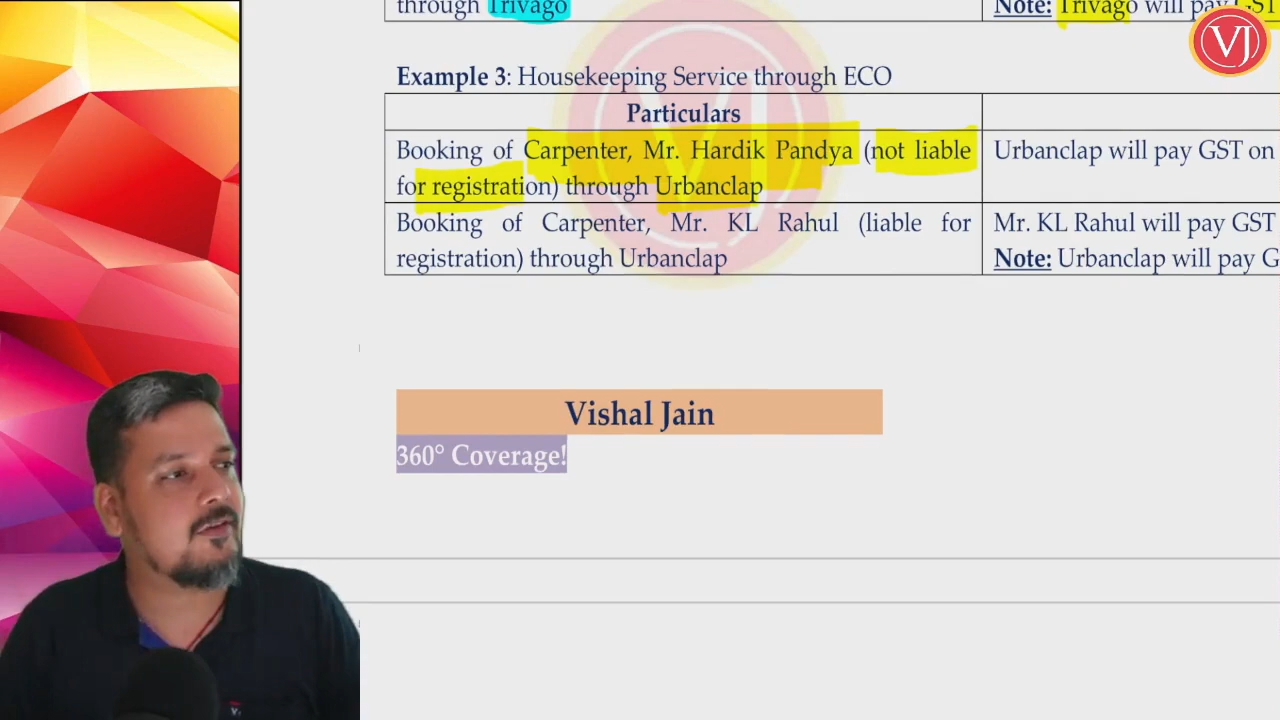 through Trivago
Note: Trivago will pay GST
VJ
Example 3: Housekeeping Service through ECO
Particulars
Booking of Carpenter, Mr. Hardik Pandya (not liable
for registration) through Urbanclap
Urbanclap will pay GST on
Booking of Carpenter, Mr. KL Rahul (liable for
registration) through Urbanclap
Mr. KL Rahul will pay GST
Note: Urbanclap will pay G
Vishal Jain
360° Coverage!